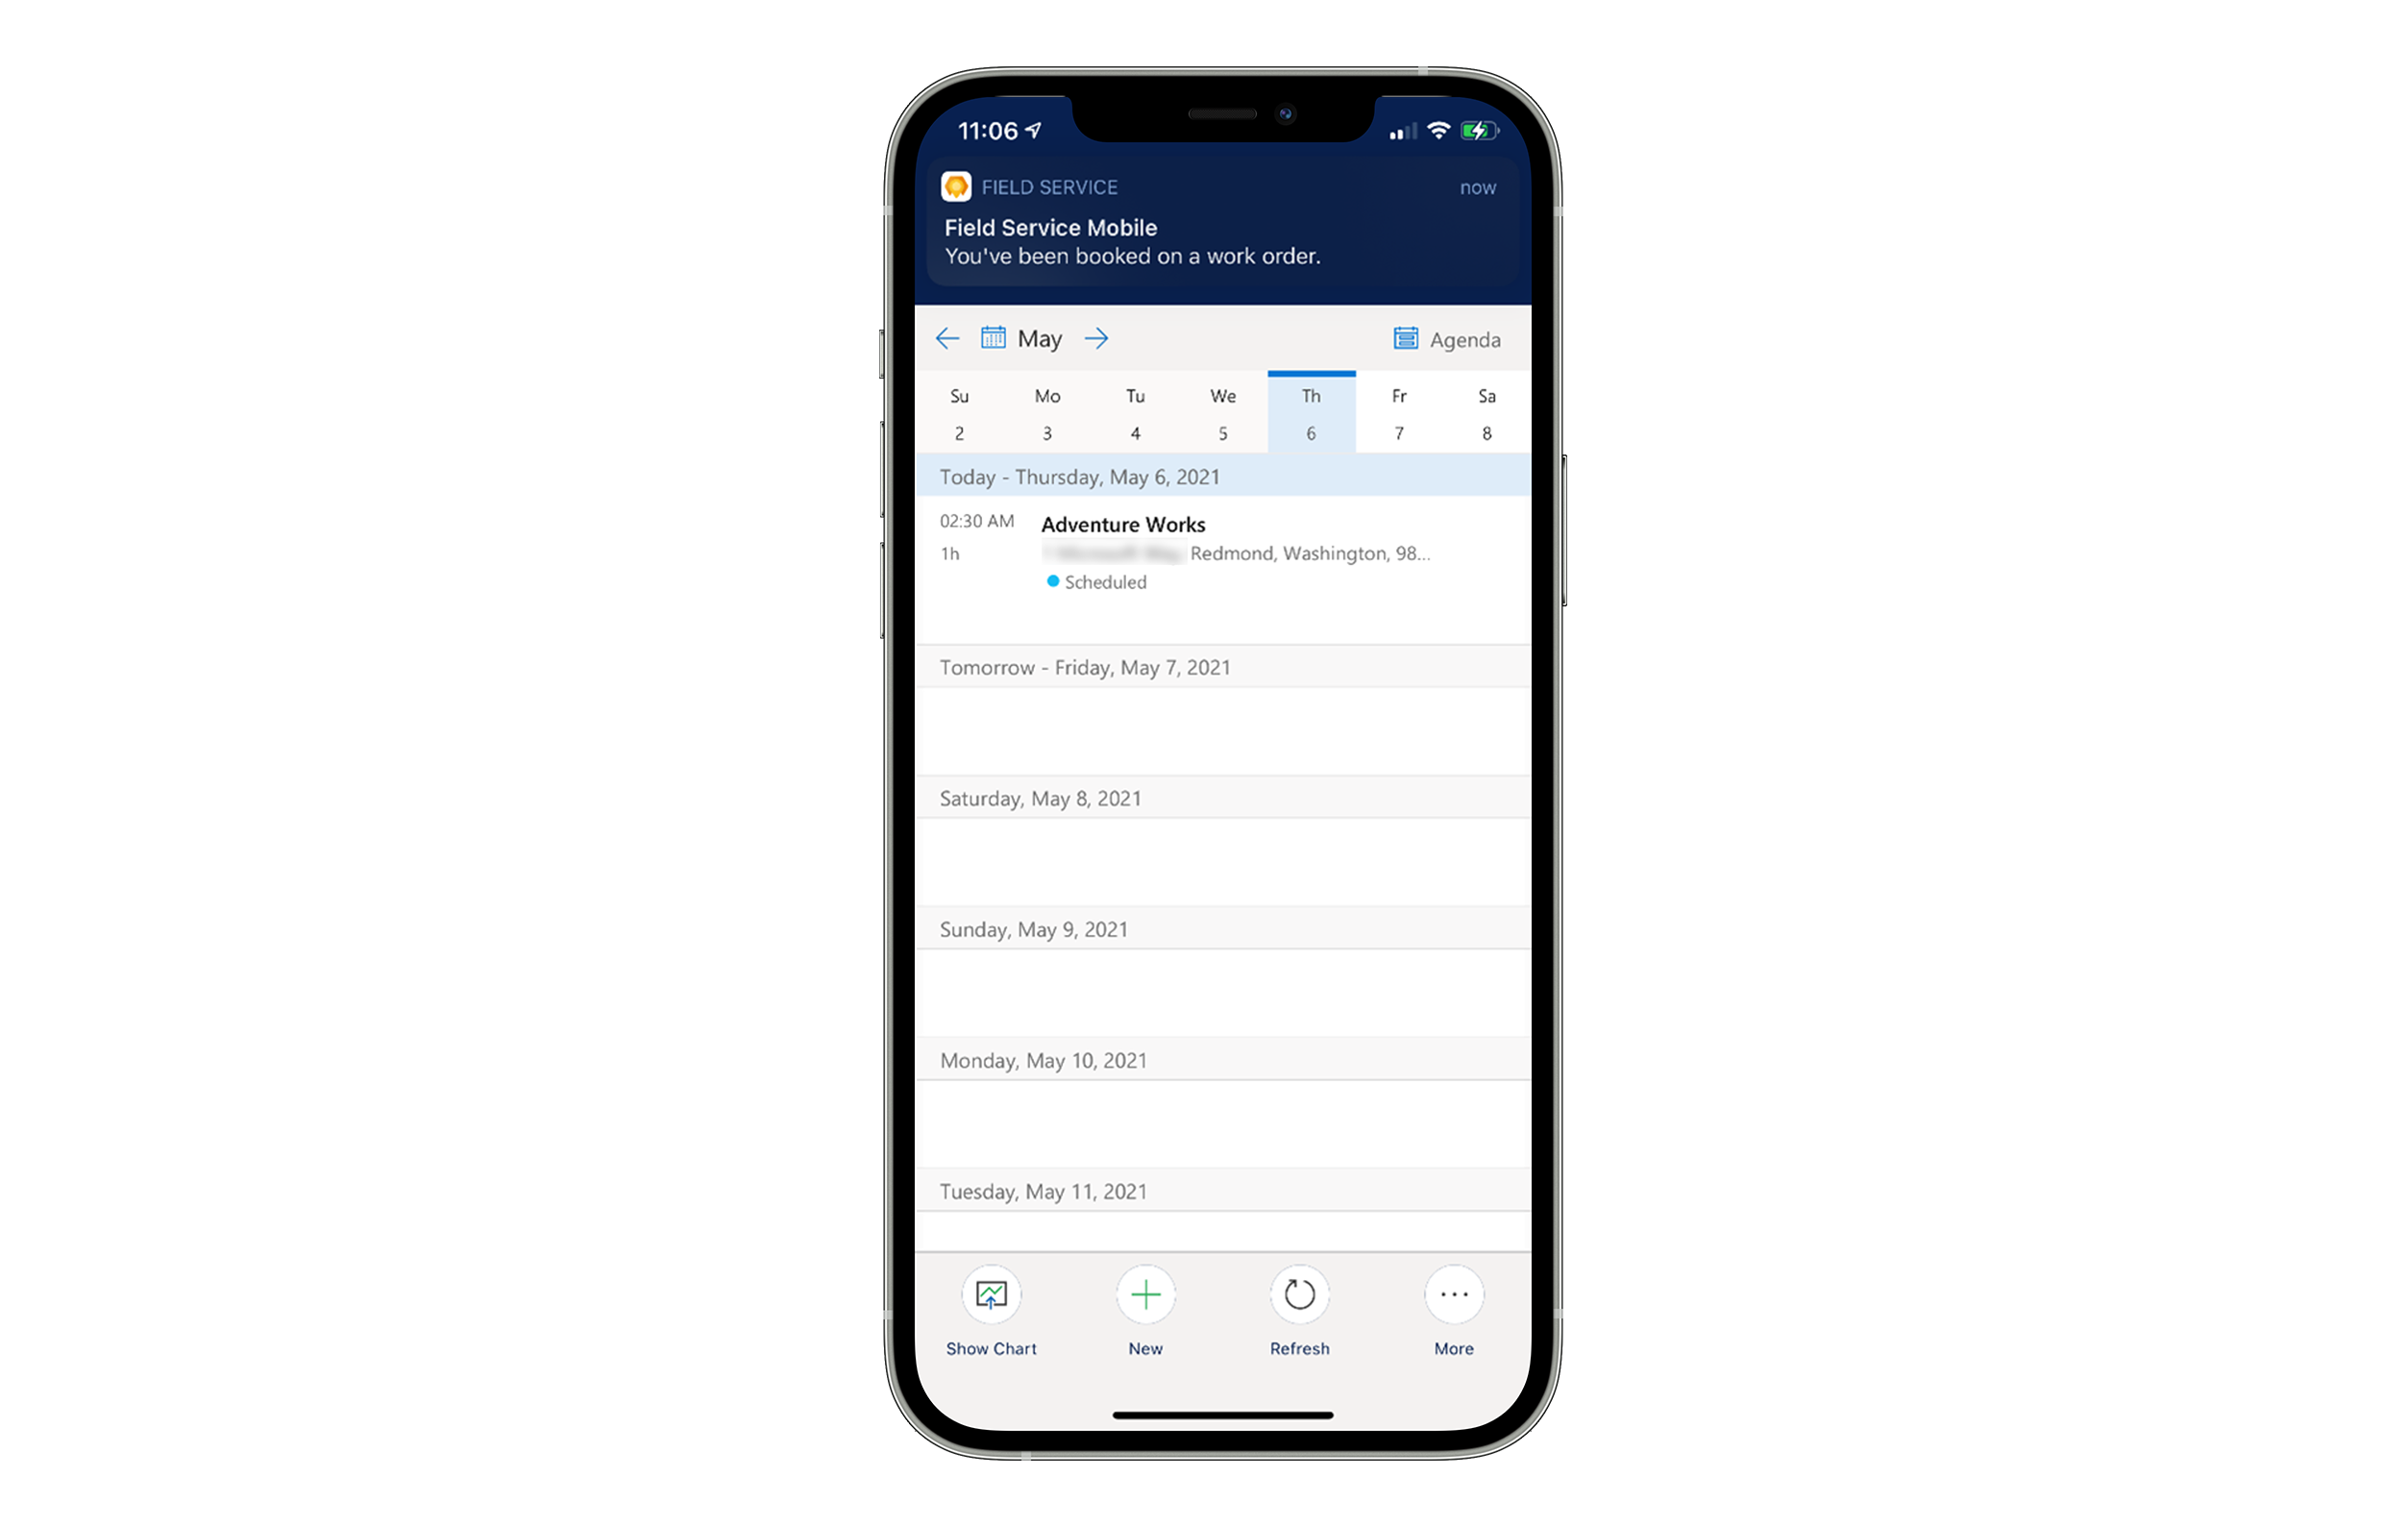 11:06
FIELD SERVICE now
Field Service Mobile
You've been booked on a work order.
May Agenda
Su Mo Tu We Th Fr Sa
2 3 4 5 6 7 8
Today - Thursday, May 6, 2021
02:30 AM Adventure Works
1h Redmond, Washington, 98...
Scheduled
Tomorrow - Friday, May 7, 2021
Saturday, May 8, 2021
Sunday, May 9, 2021
Monday, May 10, 2021
Tuesday, May 11, 2021
Show Chart New Refresh More